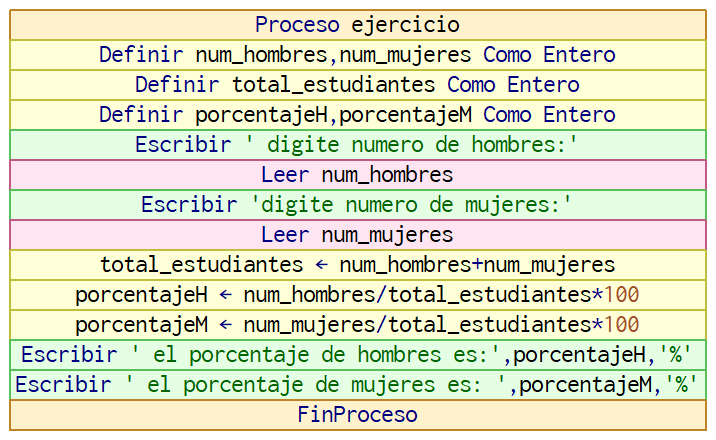 Proceso ejercicio
Definir num_hombres,num_mujeres Como Entero
Definir total_estudiantes Como Entero
Definir porcentajeH,porcentajeM Como Entero
Escribir ' digite numero de hombres:'
Leer num_hombres
Escribir 'digite numero de mujeres:'
Leer num_mujeres
total_estudiantes ← num_hombres+num_mujeres
porcentajeH ← num_hombres/total_estudiantes*100
porcentajeM ← num_mujeres/total_estudiantes*100
Escribir ' el porcentaje de hombres es:',porcentajeH,'%'
Escribir ' el porcentaje de mujeres es: ',porcentajeM,'%'
FinProceso